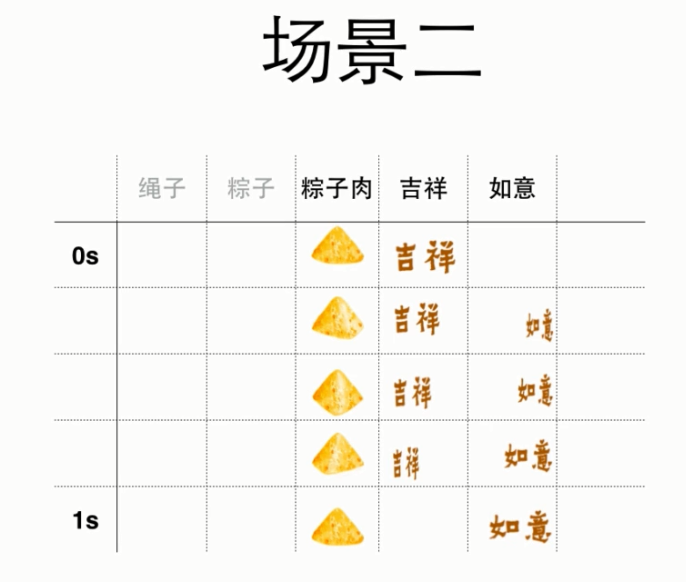 场景二
绳子 粽子 粽子肉 吉祥 如意
0s 吉祥
吉祥 如意
吉祥 如意
吉祥 如意
1s 如意